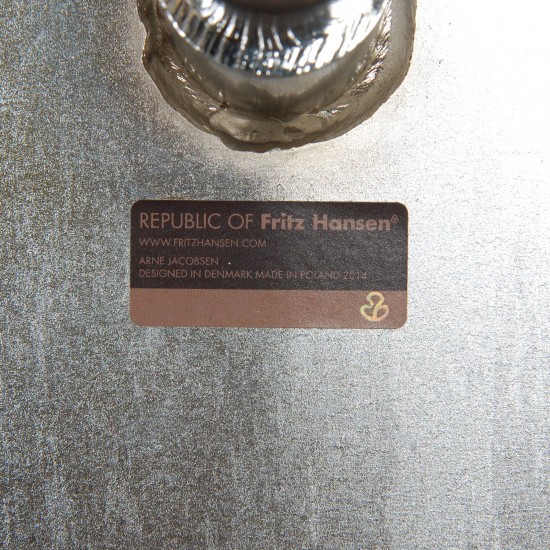 REPUBLIC OF Fritz Hansen®
WWW.FRITZHANSEN.COM
ARNE JACOBSEN
DESIGNED IN DENMARK MADE IN POLAND 2014